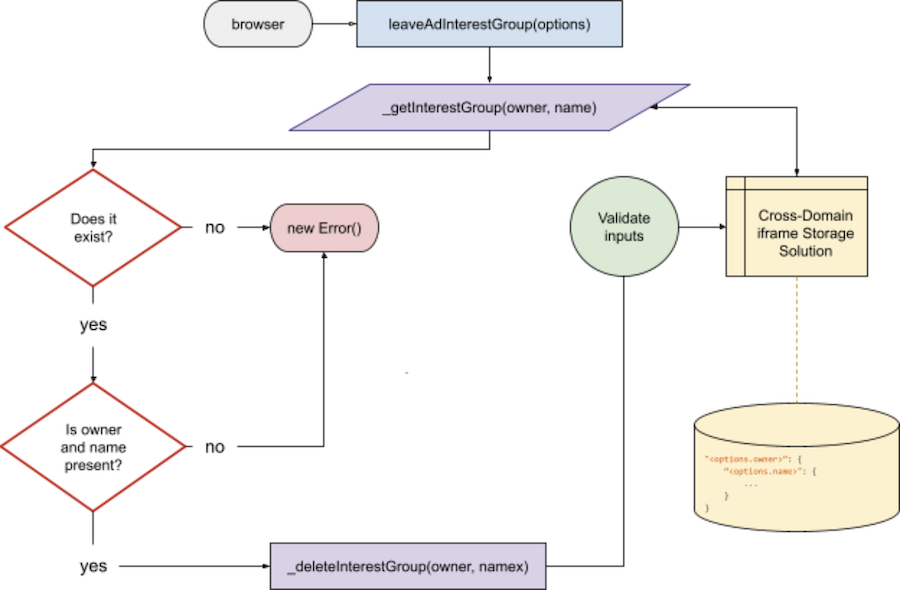 browser
leaveAdInterestGroup(options)
_getInterestGroup(owner, name)
Does it
exist?
no
new Error()
Validate
inputs
Cross-Domain
iframe Storage
Solution
yes
Is owner
and name
present?
no
"<options.owner>": {
"<options.name>": {
...
}
}
yes
_deleteInterestGroup(owner, namex)